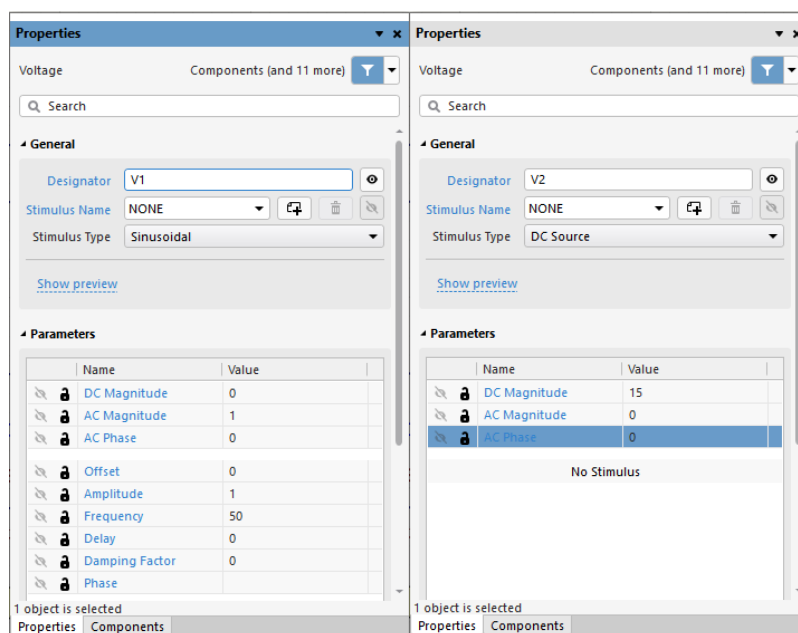 Properties
Voltage Components (and 11 more)
Search
General
Designator V1
Stimulus Name NONE
Stimulus Type Sinusoidal
Show preview
Parameters
Name Value
DC Magnitude 0
AC Magnitude 1
AC Phase 0
Offset 0
Amplitude 1
Frequency 50
Delay 0
Damping Factor 0
Phase
1 object is selected
Properties Components
Properties
Voltage Components (and 11 more)
Search
General
Designator V2
Stimulus Name NONE
Stimulus Type DC Source
Show preview
Parameters
Name Value
DC Magnitude 15
AC Magnitude 0
AC Phase 0
No Stimulus
1 object is selected
Properties Components